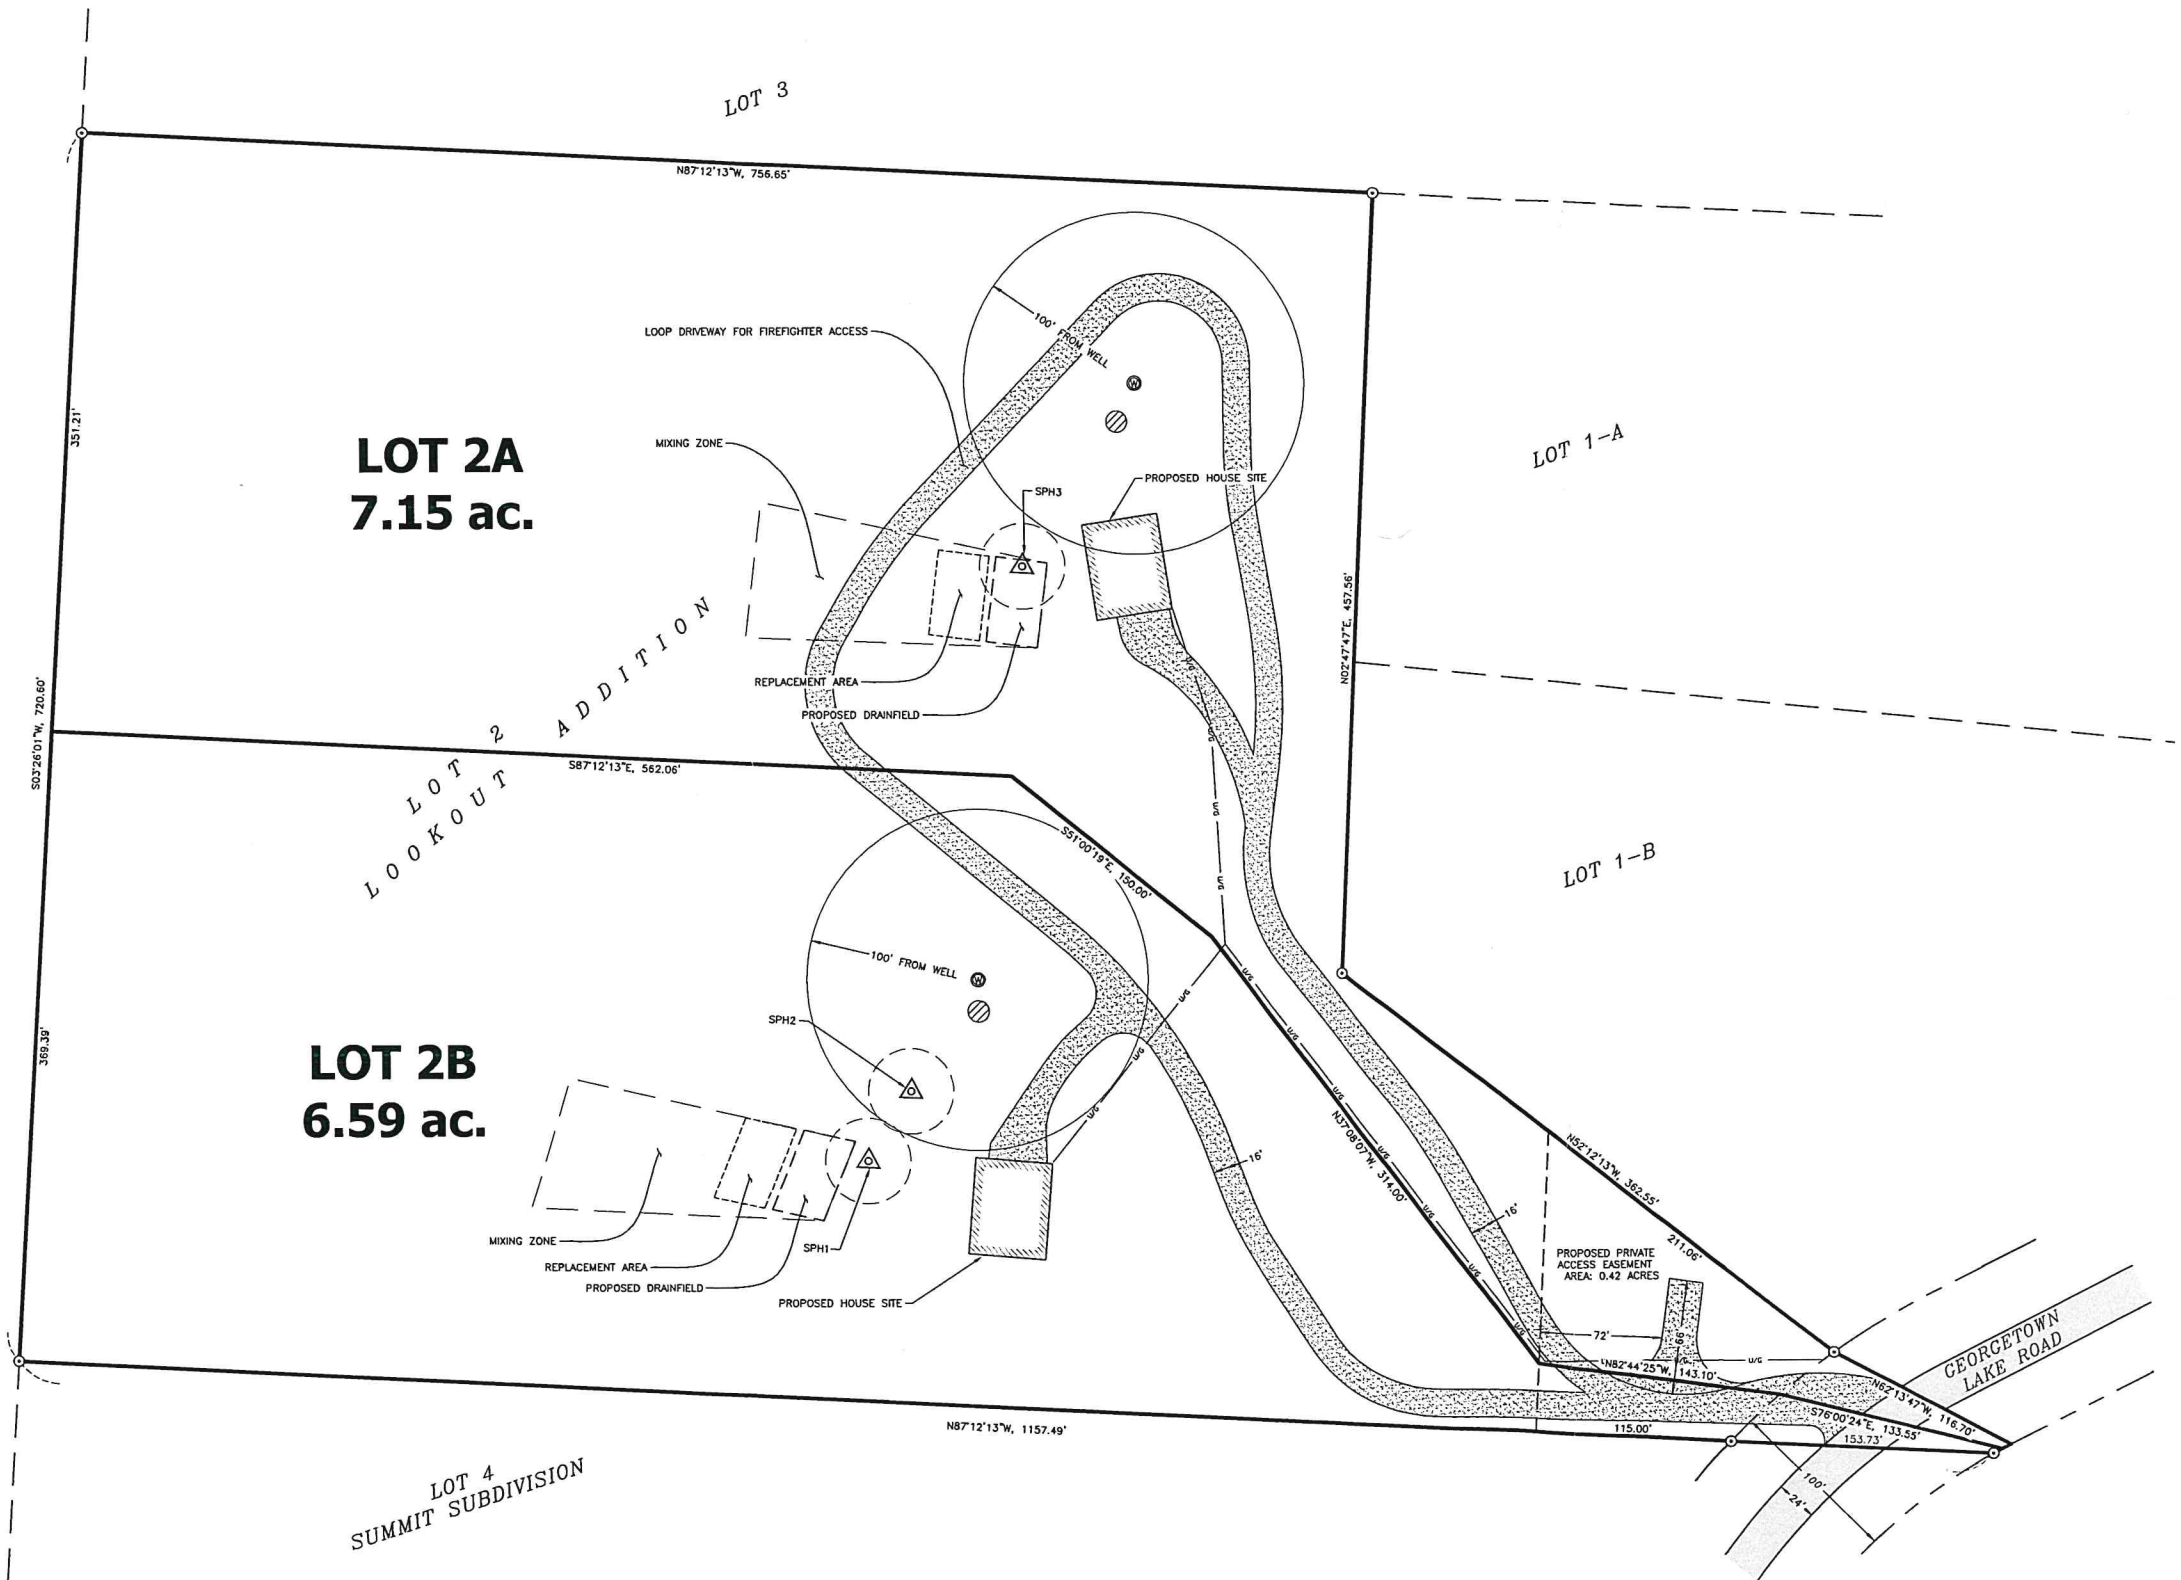 LOT 3
N87°12'13"W, 756.65'
100' FROM WELL
LOOP DRIVEWAY FOR FIREFIGHTER ACCESS
W
351.21'
LOT 2A
7.15 ac.
MIXING ZONE
LOT 1-A
PROPOSED HOUSE SITE
SPH3
N02°47'47"E, 457.56'
REPLACEMENT AREA
PROPOSED DRAINFIELD
U/G
U/G
S03°26'01"W, 720.60'
LOT 2
LOOKOUT ADDITION
S87°12'13"E, 562.06'
U/G
S51°00'19"E, 150.00'
U/G
LOT 1-B
100' FROM WELL
W
U/G
U/G
U/G
SPH2
369.39'
LOT 2B
6.59 ac.
U/G
U/G
U/G
N37°08'07"W, 314.00'
U/G
N52°12'13"W, 362.55'
16'
16'
U/G
211.06'
MIXING ZONE
SPH1
REPLACEMENT AREA
PROPOSED DRAINFIELD
PROPOSED HOUSE SITE
PROPOSED PRIVATE
ACCESS EASEMENT
AREA: 0.42 ACRES
U/G
U/G
72'
66'
GEORGETOWN
LAKE ROAD
U/G
U/G
N82°44'25"W, 143.10'
N62°13'47"W, 116.70'
S76°00'24"E, 133.55'
N87°12'13"W, 1157.49'
115.00'
153.73'
100'
24'
LOT 4
SUMMIT SUBDIVISION